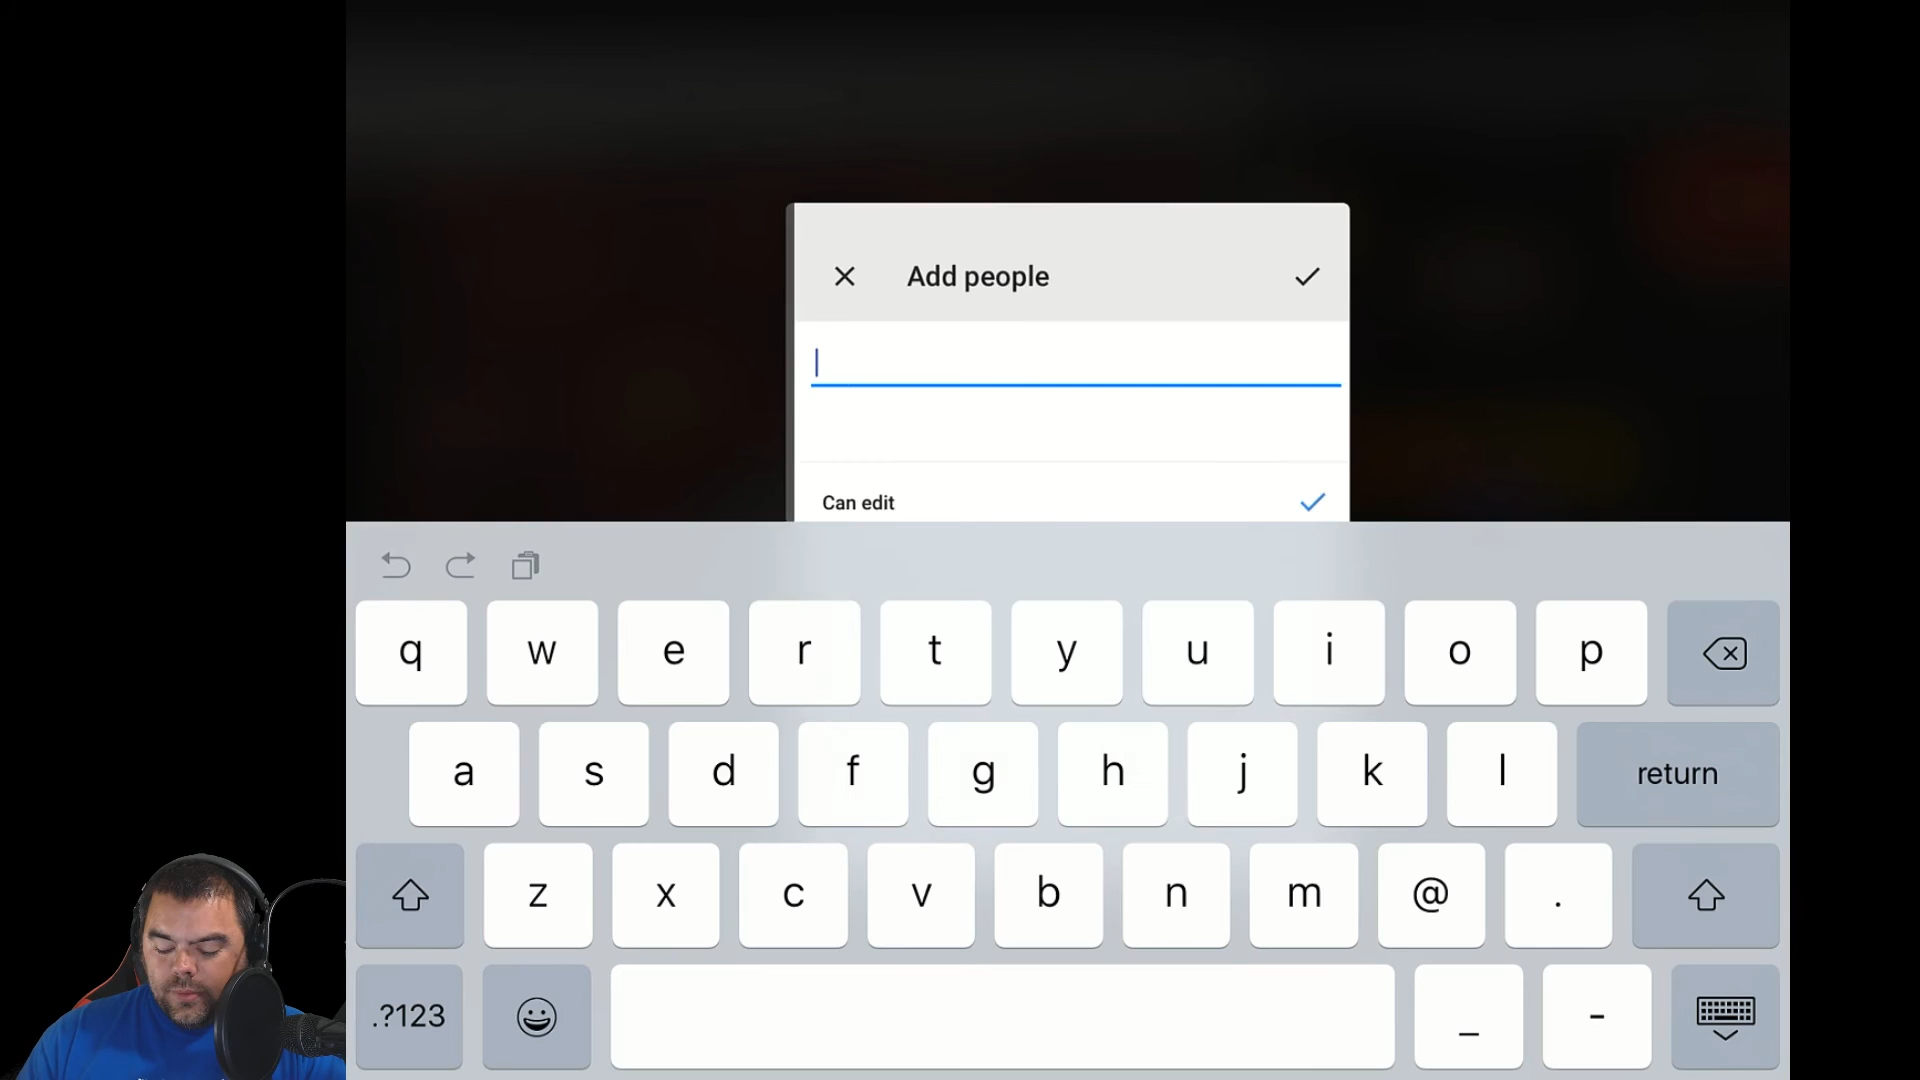 Add people
Can edit
q w e r t y u i o p
a s d f g h j k l return
z x c v b n m @ .
.?123 _ -